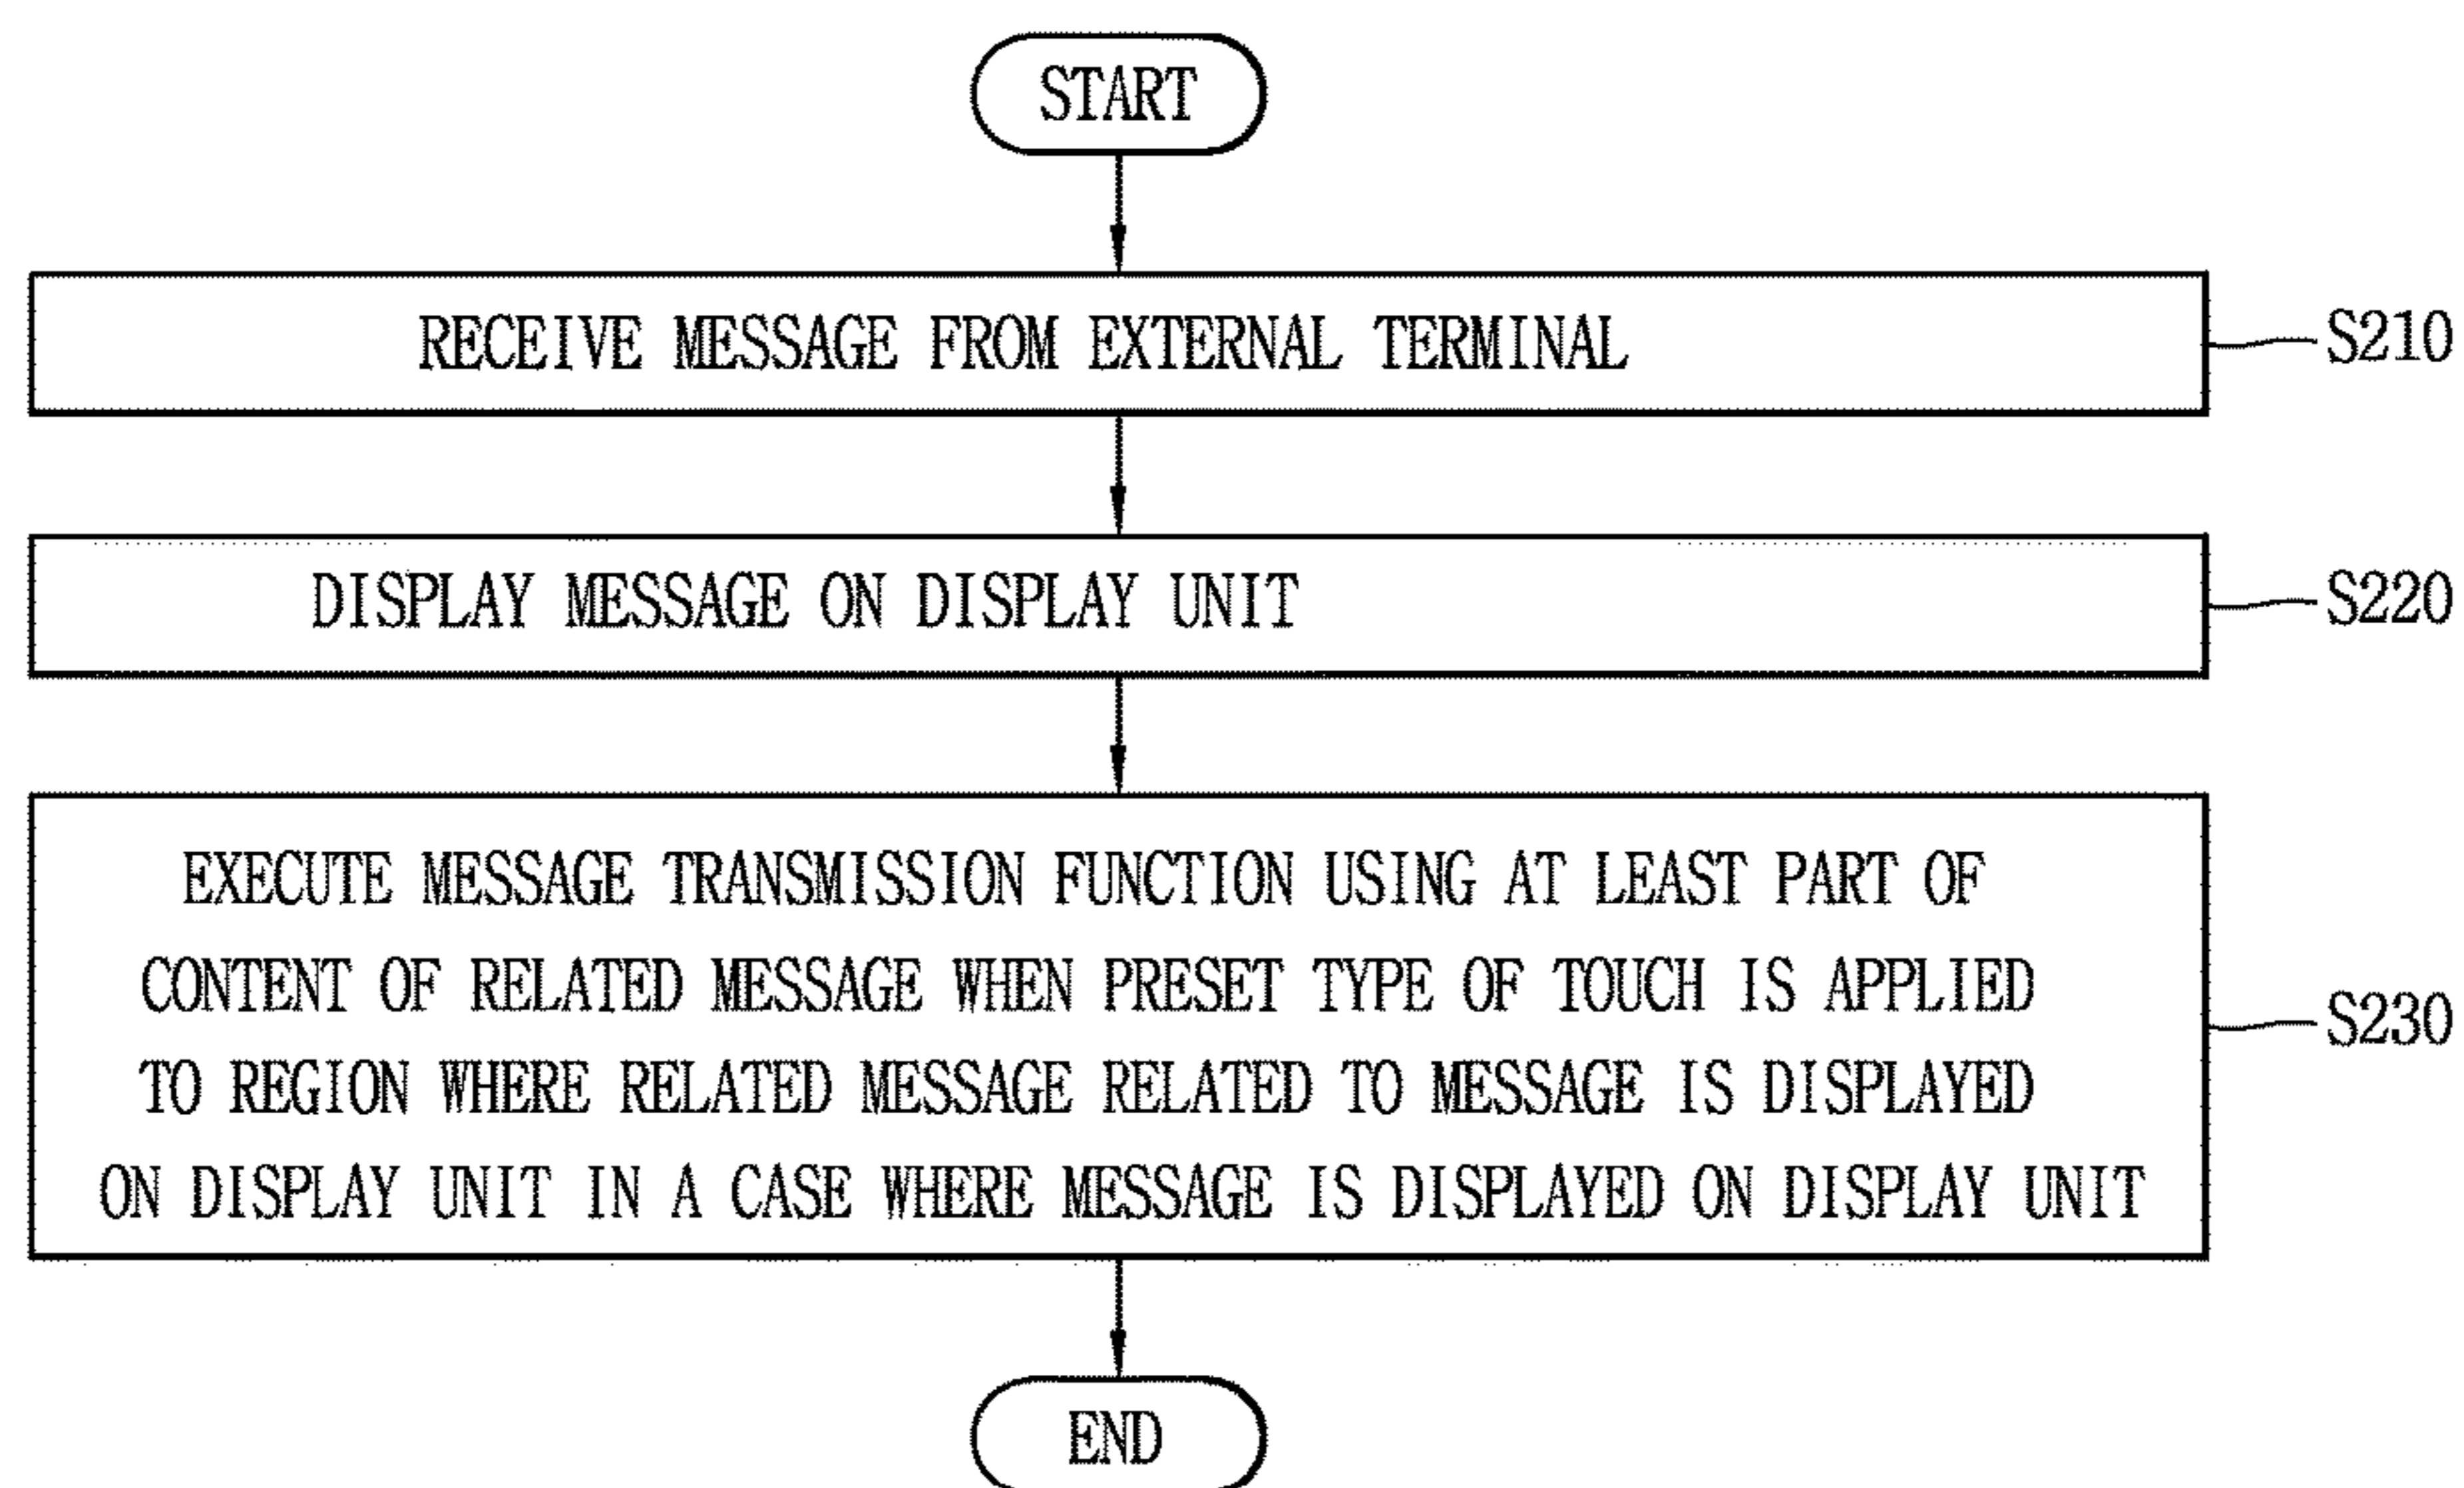 START
RECEIVE MESSAGE FROM EXTERNAL TERMINAL
S210
DISPLAY MESSAGE ON DISPLAY UNIT
S220
EXECUTE MESSAGE TRANSMISSION FUNCTION USING AT LEAST PART OF
CONTENT OF RELATED MESSAGE WHEN PRESET TYPE OF TOUCH IS APPLIED
TO REGION WHERE RELATED MESSAGE RELATED TO MESSAGE IS DISPLAYED
ON DISPLAY UNIT IN A CASE WHERE MESSAGE IS DISPLAYED ON DISPLAY UNIT
S230
END